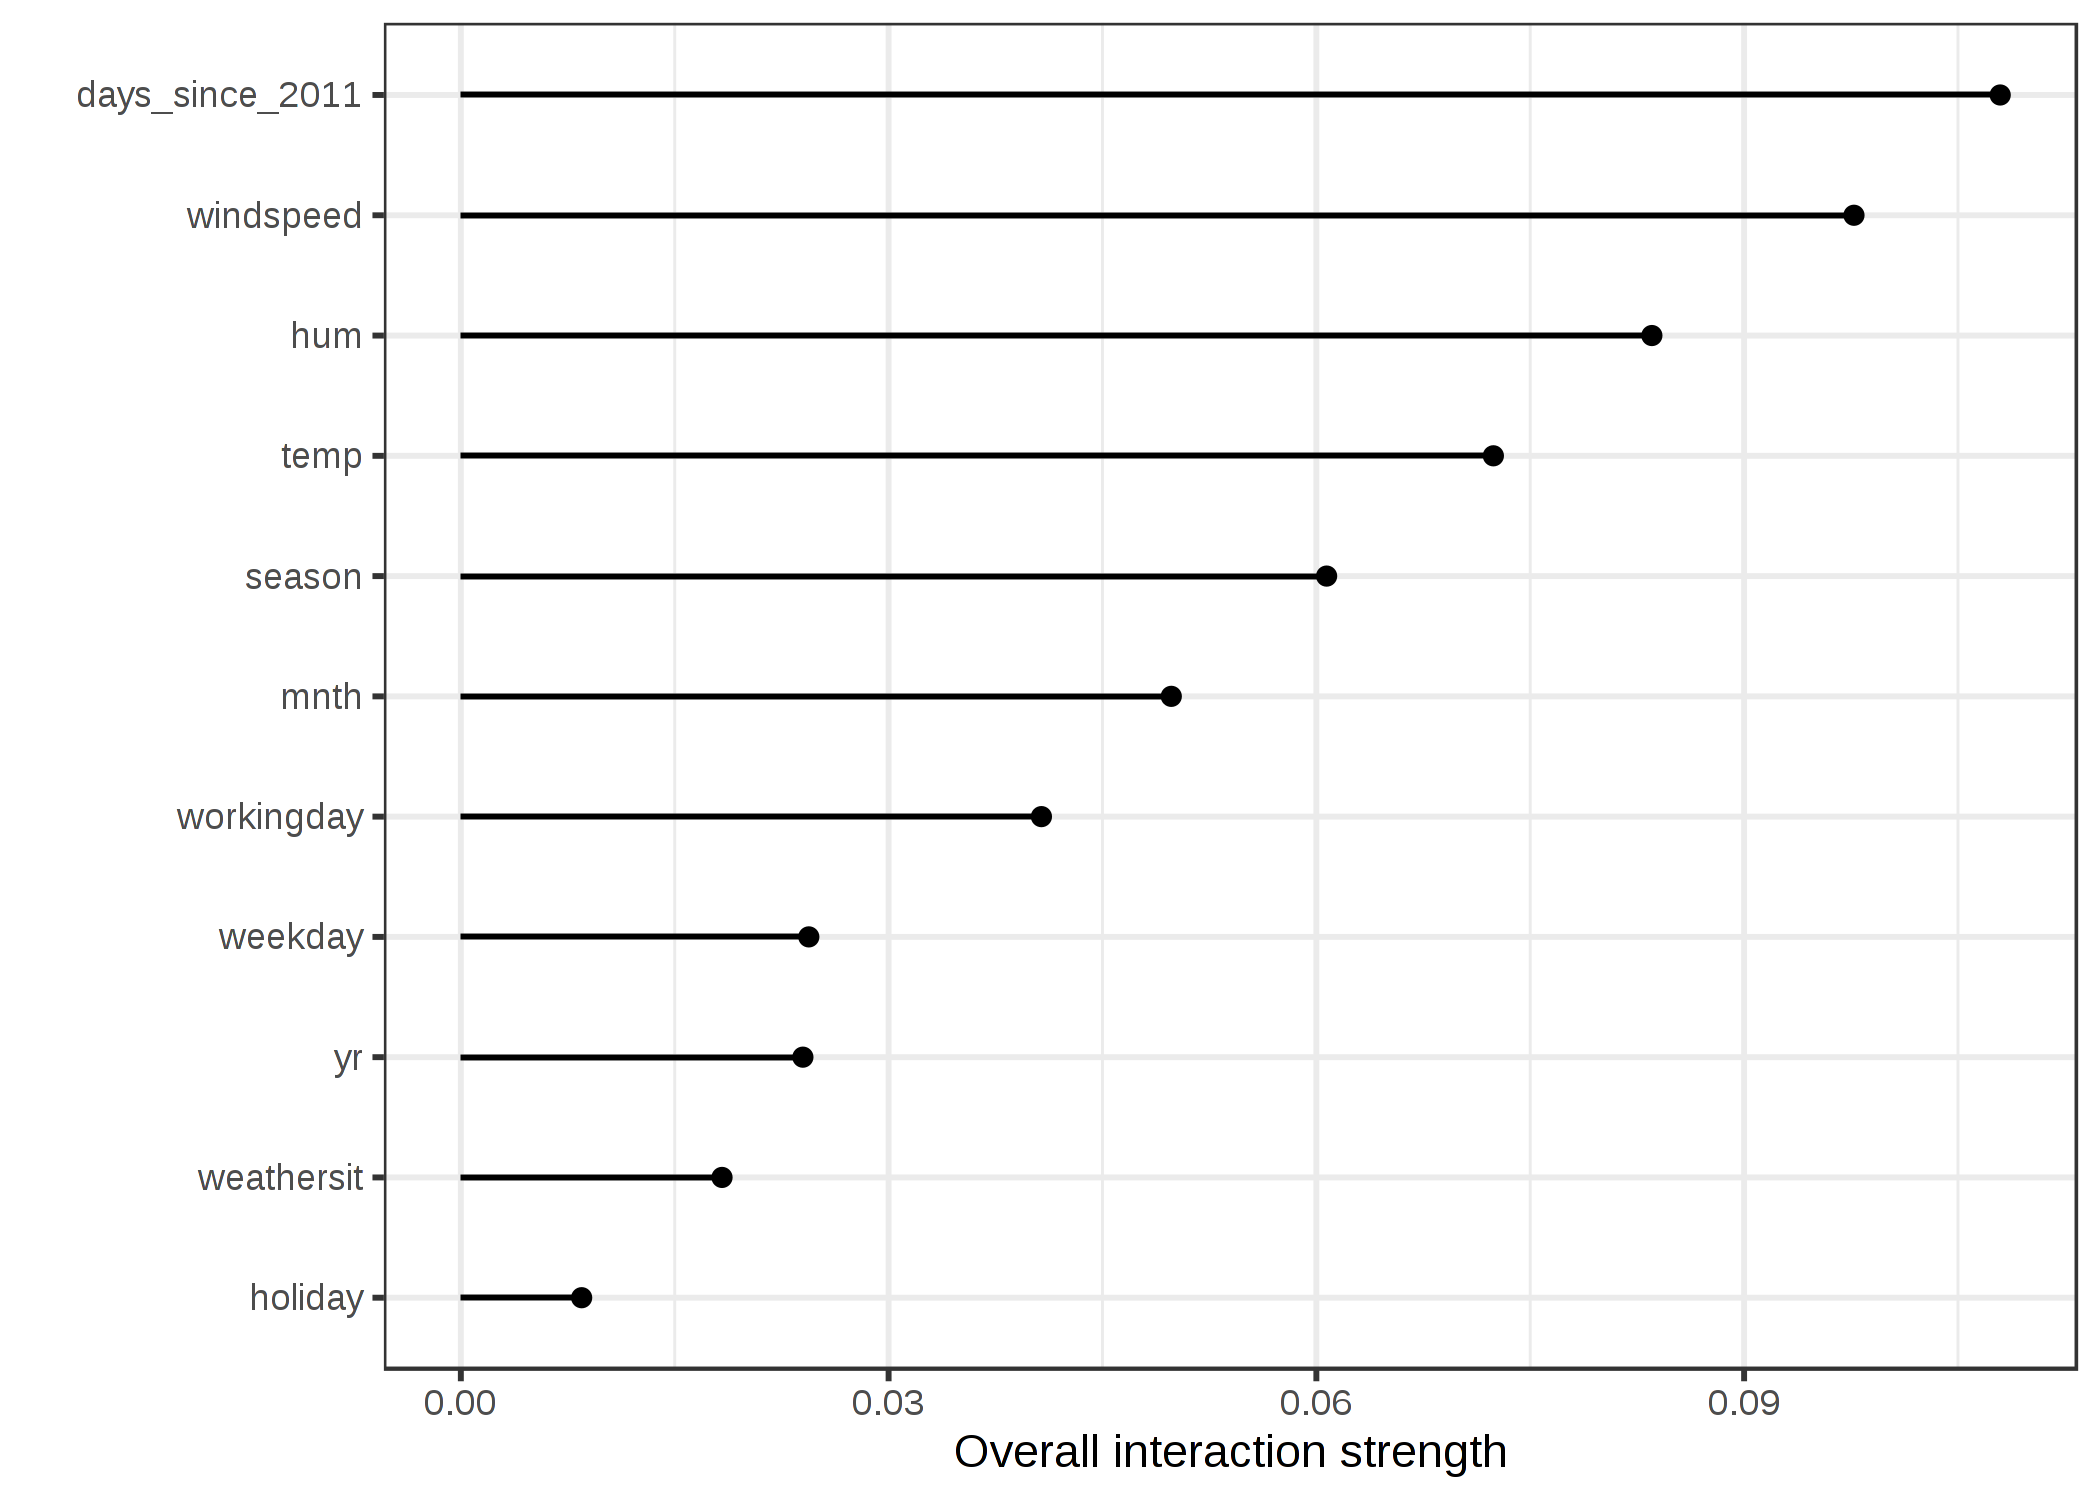 days_since_2011
windspeed
hum
temp
season
mnth
workingday
weekday
yr
weathersit
holiday
0.00 0.03 0.06 0.09
Overall interaction strength